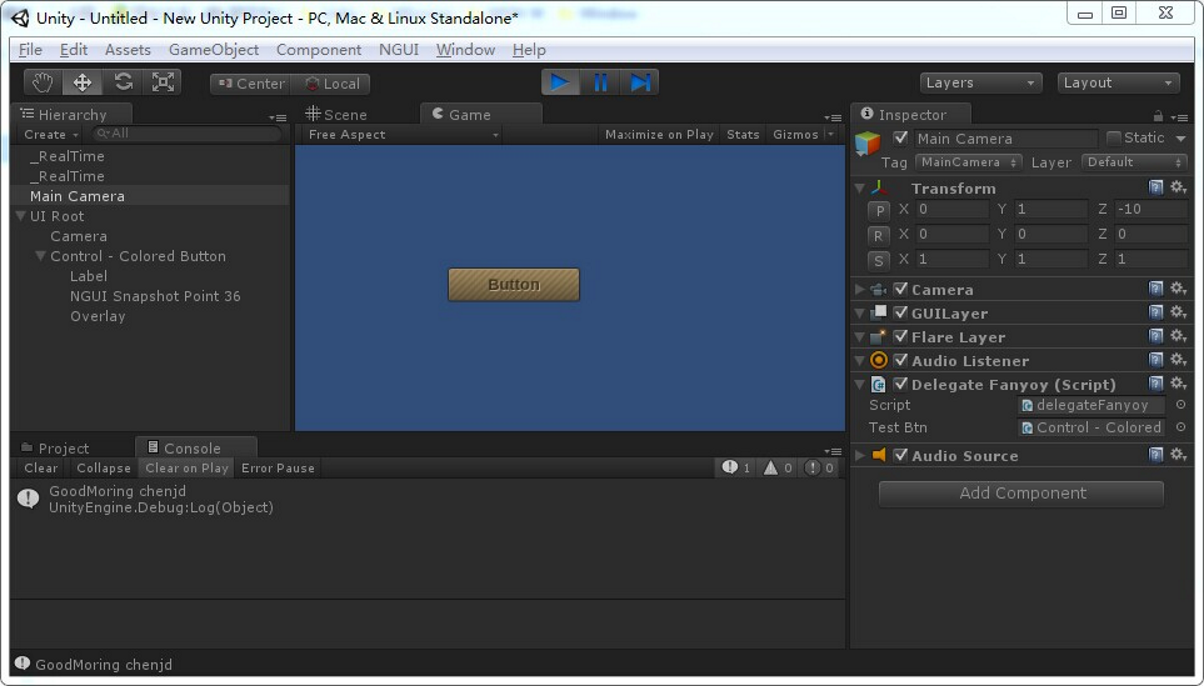 Unity - Untitled - New Unity Project - PC, Mac & Linux Standalone*
File Edit Assets GameObject Component NGUI Window Help
Center Local
Layers Layout
Hierarchy
Create All
_RealTime
_RealTime
Main Camera
UI Root
Camera
Control - Colored Button
Label
NGUI Snapshot Point 36
Overlay
Scene Game
Free Aspect Maximize on Play Stats Gizmos
Button
Project Console
Clear Collapse Clear on Play Error Pause 1 0 0
GoodMoring chenjd
UnityEngine.Debug:Log(Object)
Inspector
Main Camera Static
Tag MainCamera Layer Default
Transform
P X 0 Y 1 Z -10
R X 0 Y 0 Z 0
S X 1 Y 1 Z 1
Camera
GUILayer
Flare Layer
Audio Listener
Delegate Fanyoy (Script)
Script delegateFanyoy
Test Btn Control - Colored
Audio Source
Add Component
GoodMoring chenjd